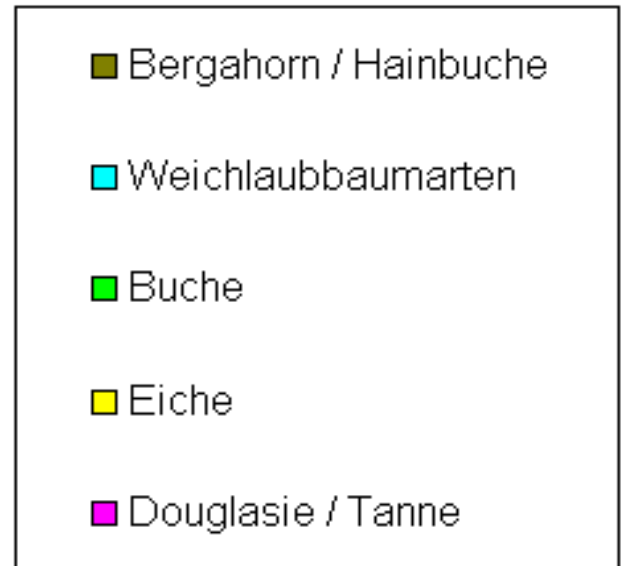 Bergahorn / Hainbuche
Weichlaubbaumarten
Buche
Eiche
Douglasie / Tanne